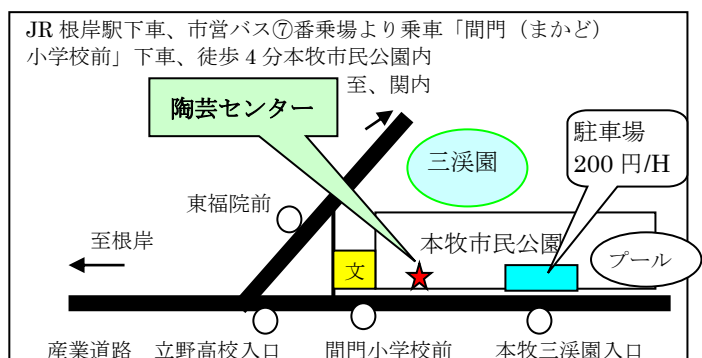 JR 根岸駅下車、市営バス⑦番乗場より乗車「間門（まかど）
小学校前」下車、徒歩 4 分本牧市民公園内
至、関内
陶芸センター
駐車場
200 円/H
三渓園
東福院前
本牧市民公園
至根岸
文
プール
産業道路 立野高校入口 間門小学校前 本牧三渓園入口